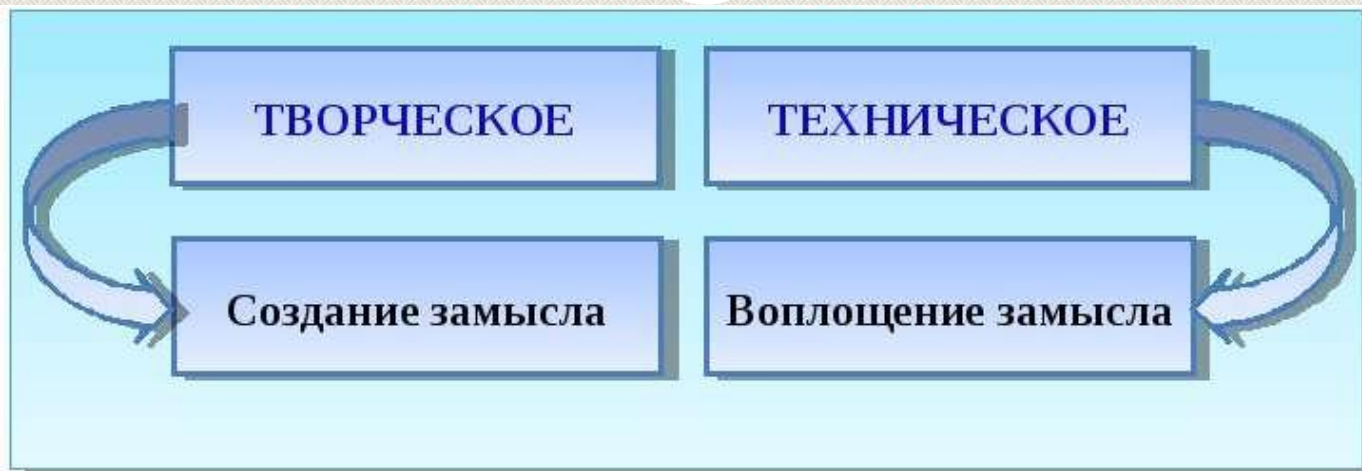 ТВОРЧЕСКОЕ
ТЕХНИЧЕСКОЕ
Создание замысла
Воплощение замысла